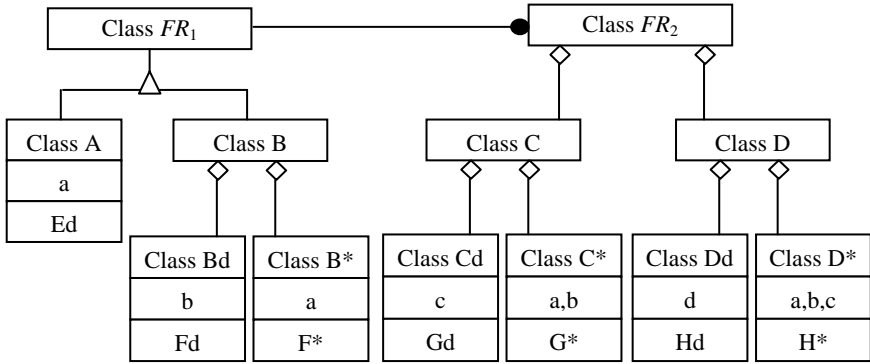 Class FR₁
Class FR₂
Class A
Class B
Class C
Class D
a
Ed
Class Bd
Class B*
Class Cd
Class C*
Class Dd
Class D*
b
a
c
a,b
d
a,b,c
Fd
F*
Gd
G*
Hd
H*